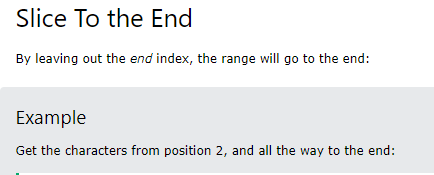 Slice To the End
By leaving out the end index, the range will go to the end:
Example
Get the characters from position 2, and all the way to the end: